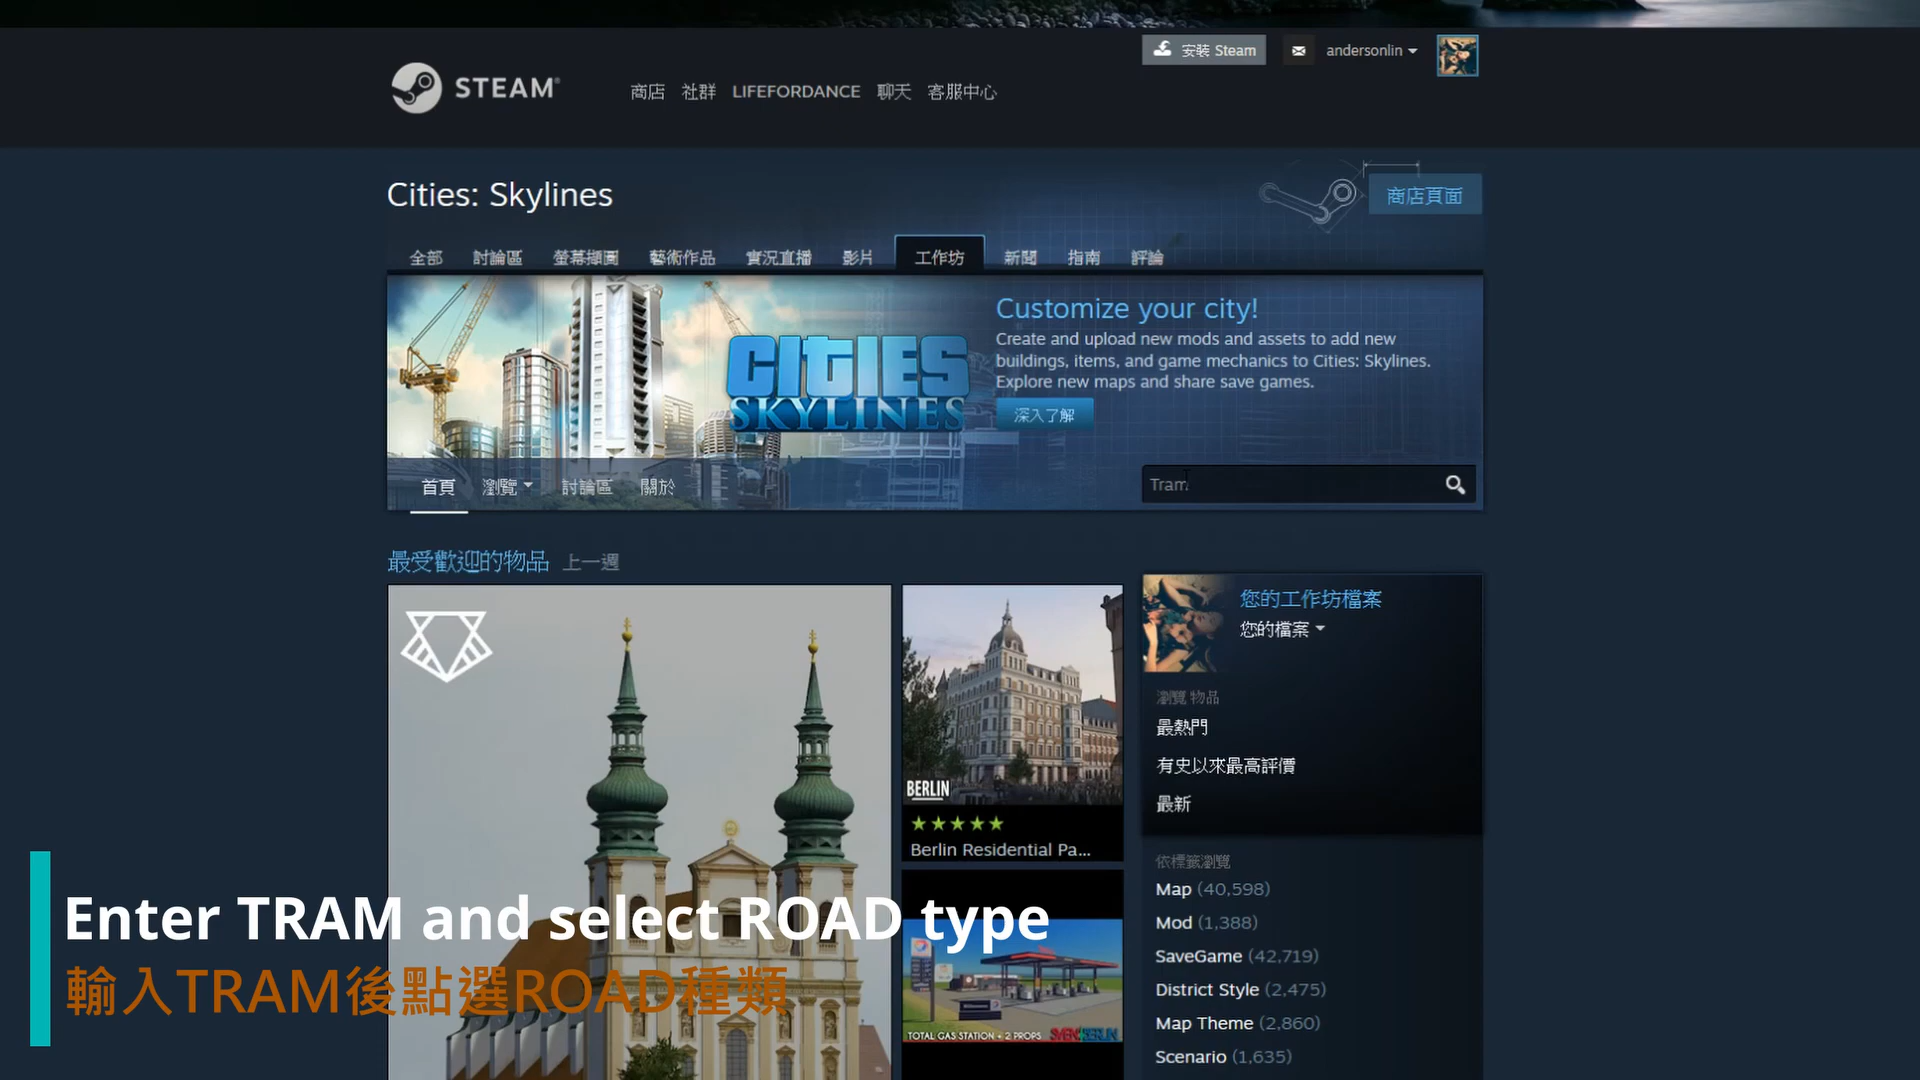 安裝 Steam
andersonlin
STEAM
商店 社群 LIFEFORDANCE 聊天 客服中心
Cities: Skylines
商店頁面
全部 討論區 螢幕擷圖 藝術作品 實況直播 影片 工作坊 新聞 指南 評論
CITIES
SKYLINES
Customize your city!
Create and upload new mods and assets to add new
buildings, items, and game mechanics to Cities: Skylines.
Explore new maps and share save games.
深入了解
首頁 瀏覽 討論區 關於
Tram
最受歡迎的物品 上一週
BERLIN
Berlin Residential Pa...
TOTAL GAS STATION + 2 PROPS SVENBERLIN
您的工作坊檔案
您的檔案
瀏覽 物品
最熱門
有史以來最高評價
最新
依標籤瀏覽
Map (40,598)
Mod (1,388)
SaveGame (42,719)
District Style (2,475)
Map Theme (2,860)
Scenario (1,635)
Enter TRAM and select ROAD type
輸入TRAM後點選ROAD種類